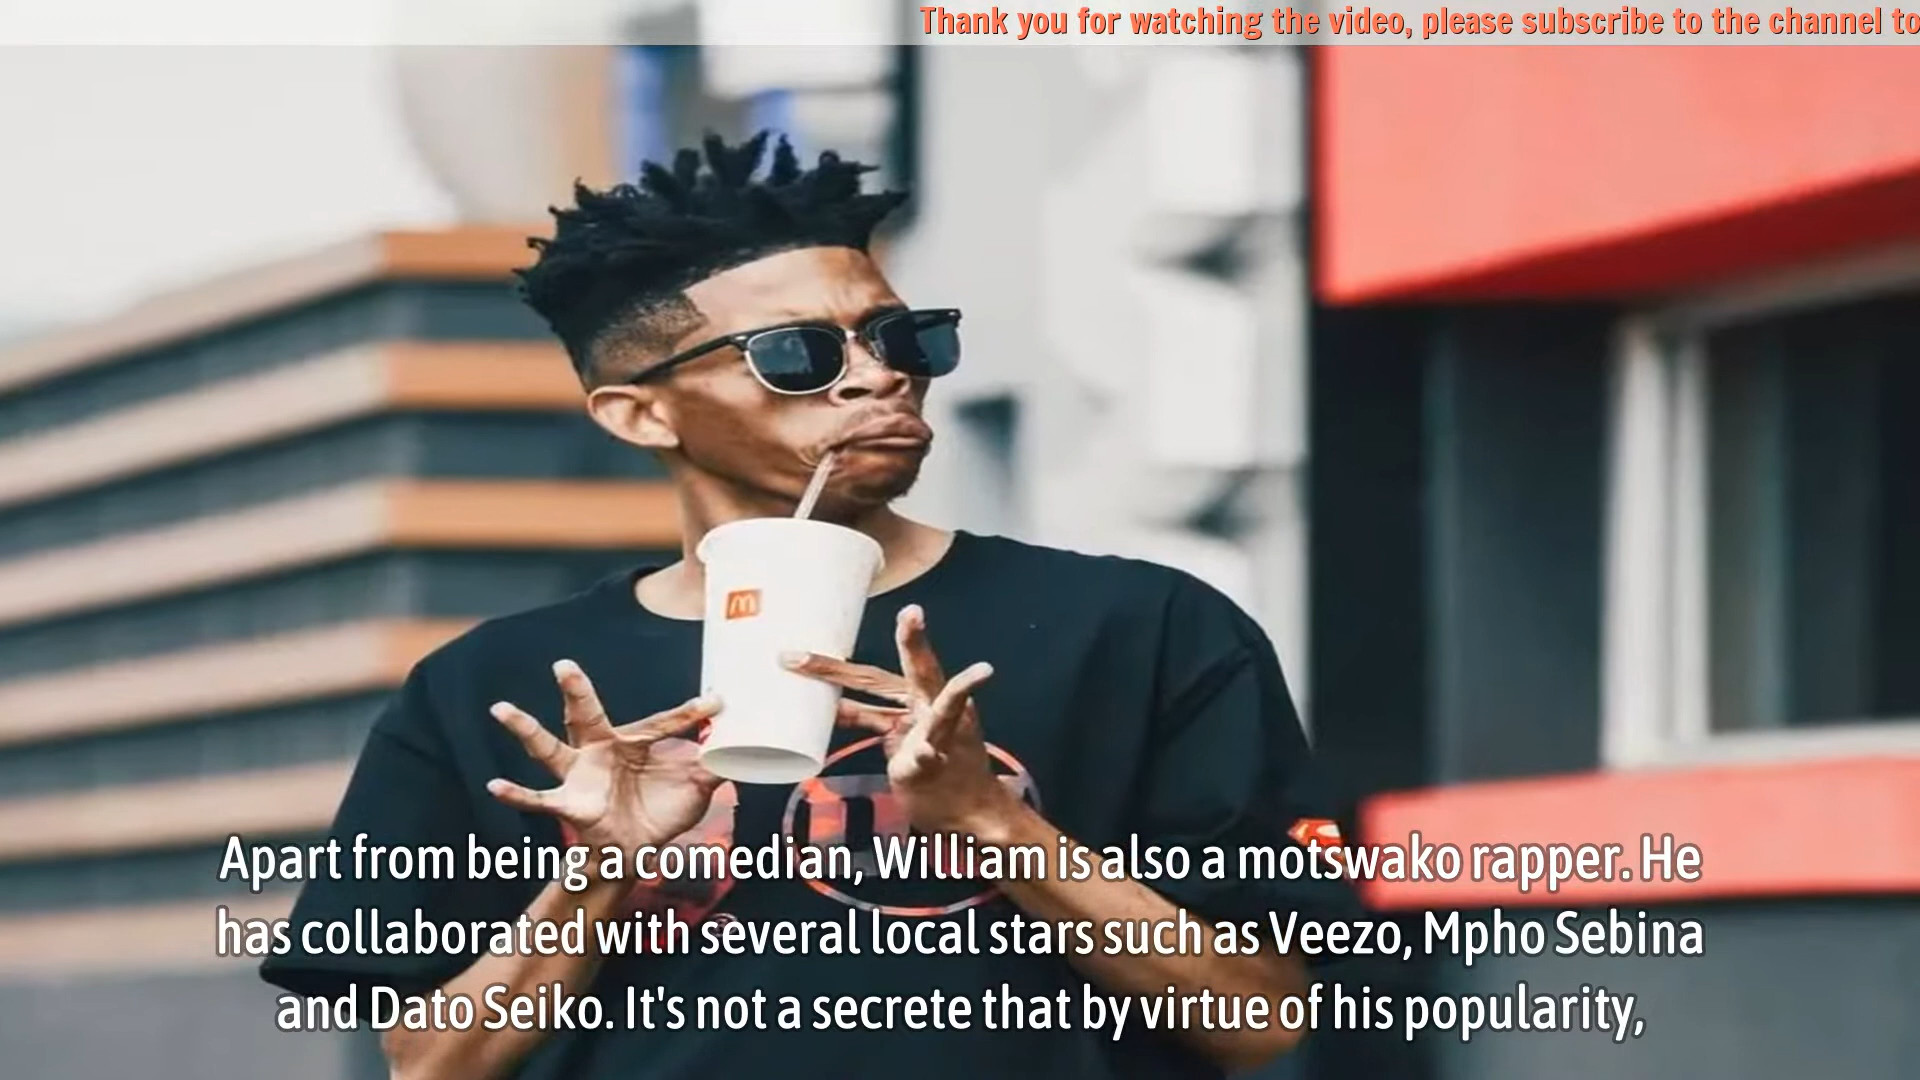 Thank you for watching the video, please subscribe to the channel to
Apart from being a comedian, William is also a motswako rapper. He
has collaborated with several local stars such as Veezo, Mpho Sebina
and Dato Seiko. It's not a secrete that by virtue of his popularity,